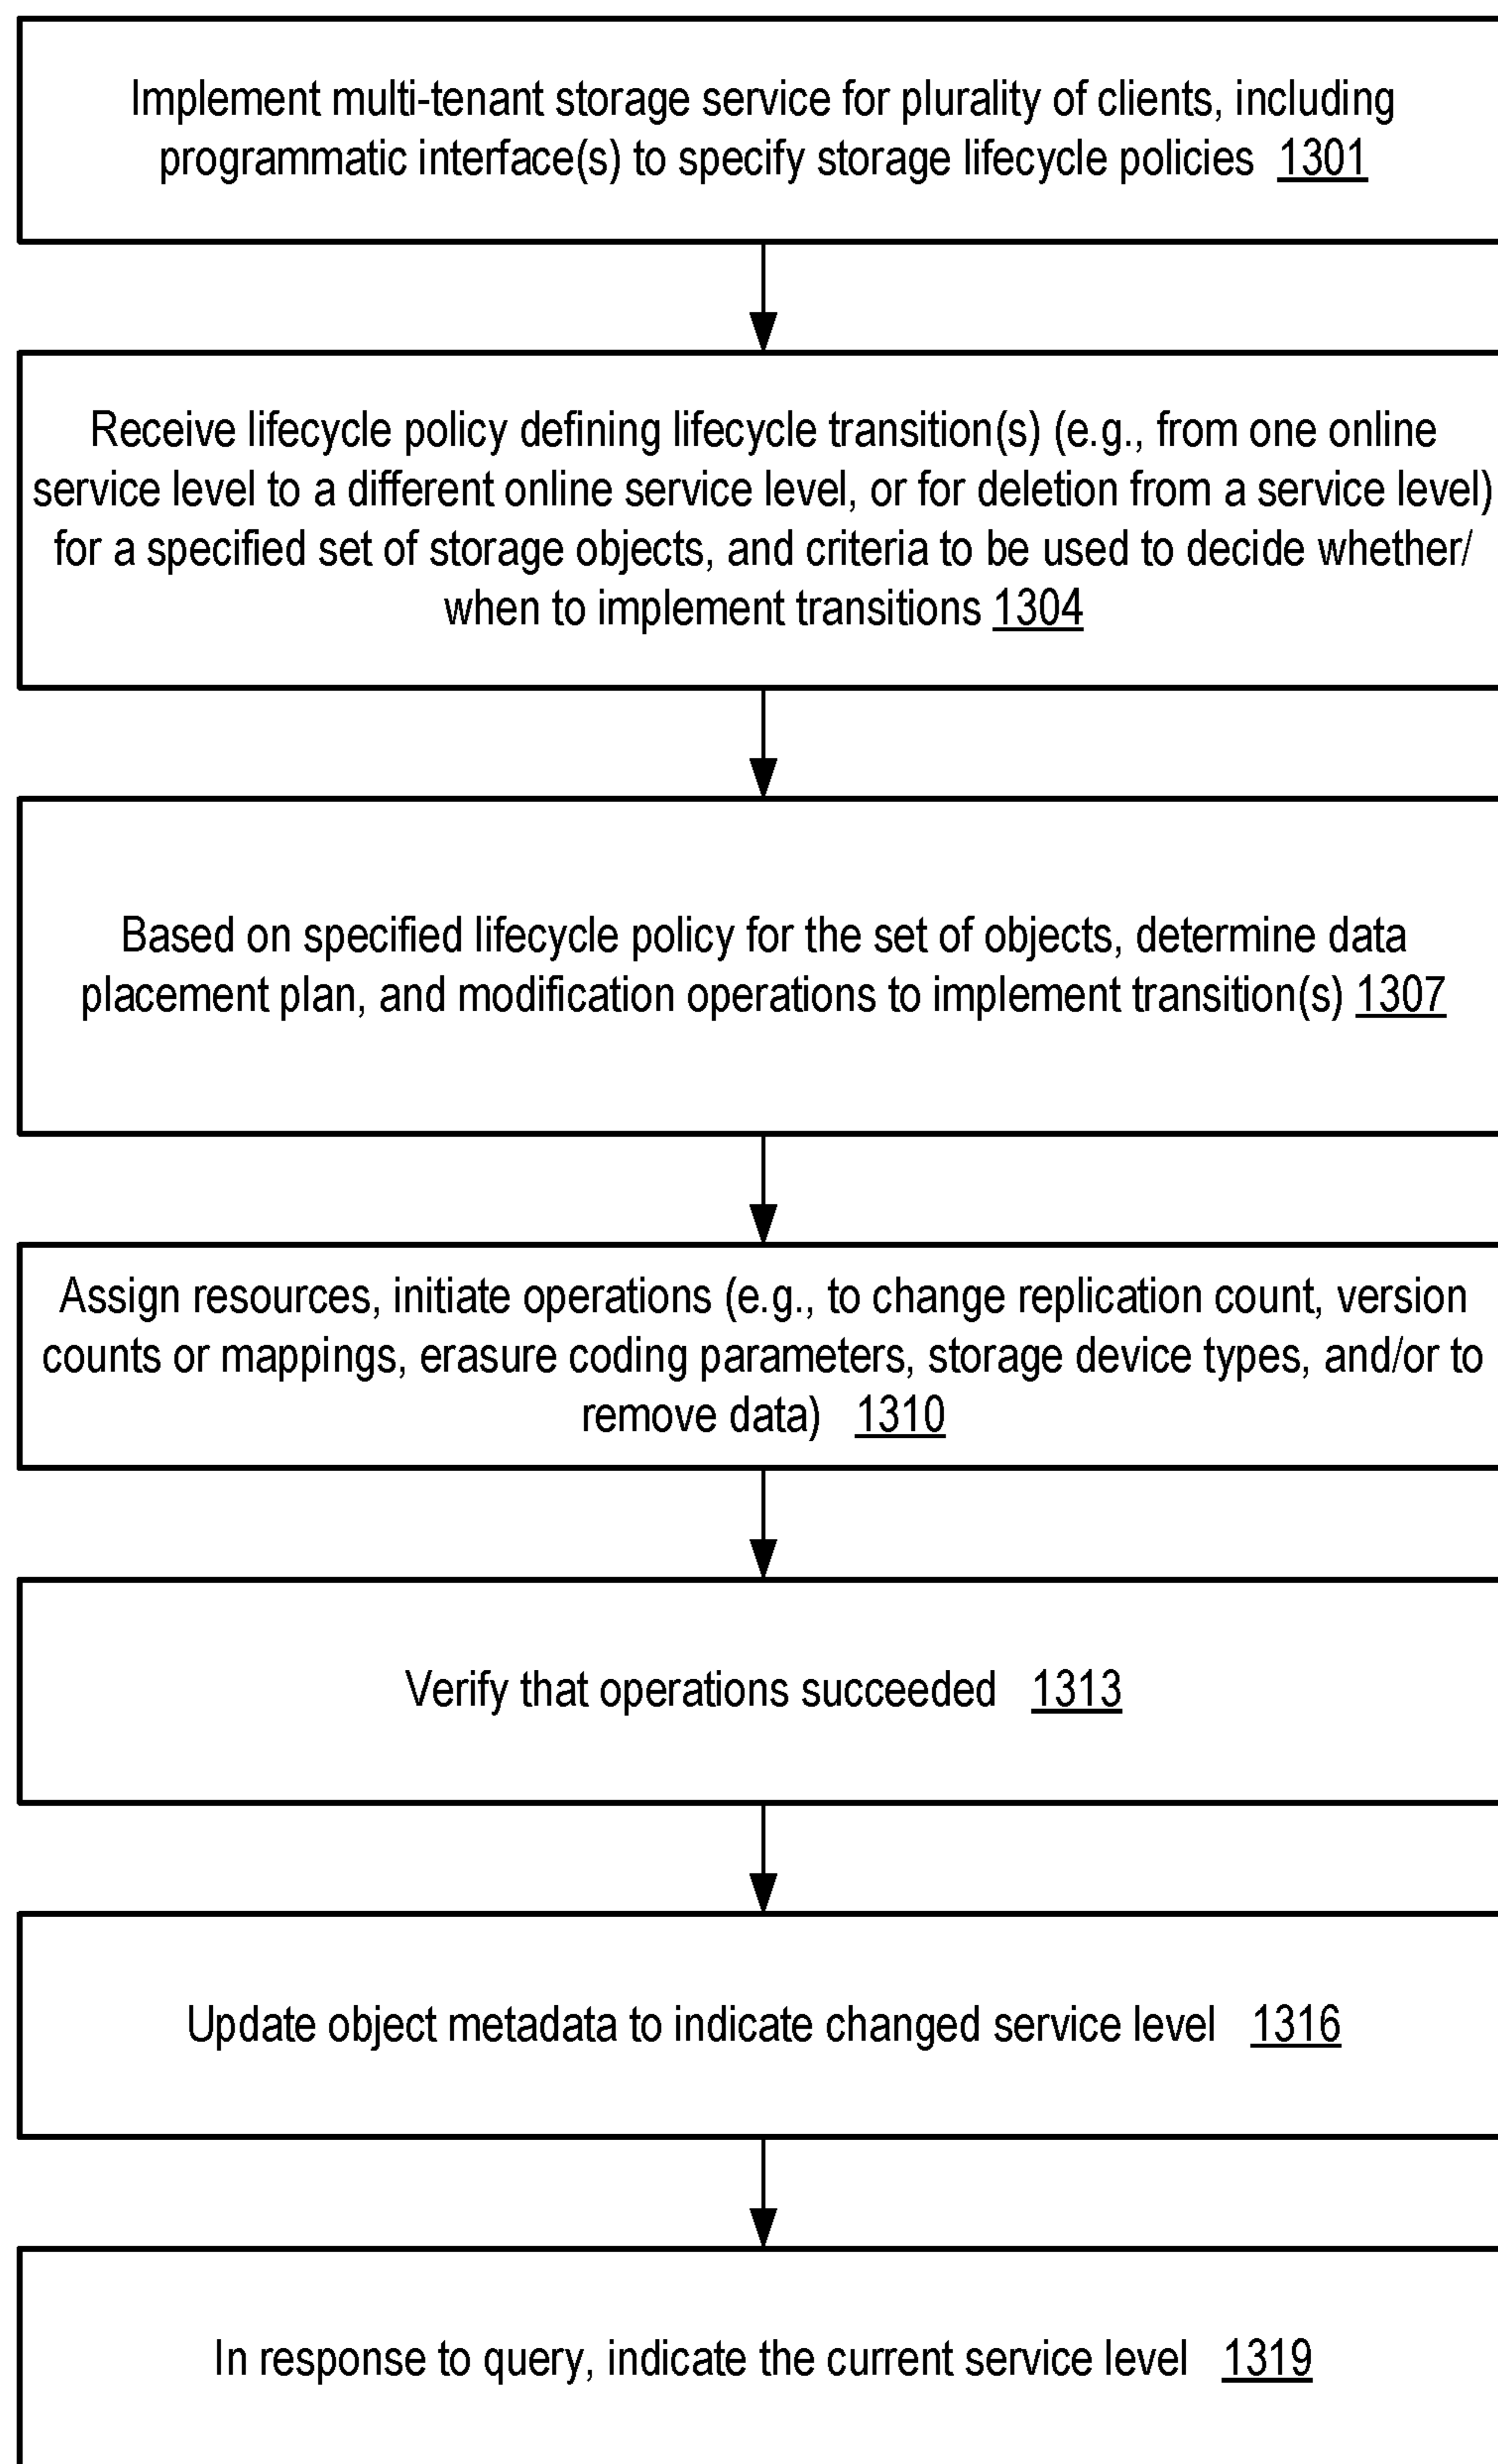 Implement multi-tenant storage service for plurality of clients, including
programmatic interface(s) to specify storage lifecycle policies 1301
Receive lifecycle policy defining lifecycle transition(s) (e.g., from one online
service level to a different online service level, or for deletion from a service level)
for a specified set of storage objects, and criteria to be used to decide whether/
when to implement transitions 1304
Based on specified lifecycle policy for the set of objects, determine data
placement plan, and modification operations to implement transition(s) 1307
Assign resources, initiate operations (e.g., to change replication count, version
counts or mappings, erasure coding parameters, storage device types, and/or to
remove data) 1310
Verify that operations succeeded 1313
Update object metadata to indicate changed service level 1316
In response to query, indicate the current service level 1319